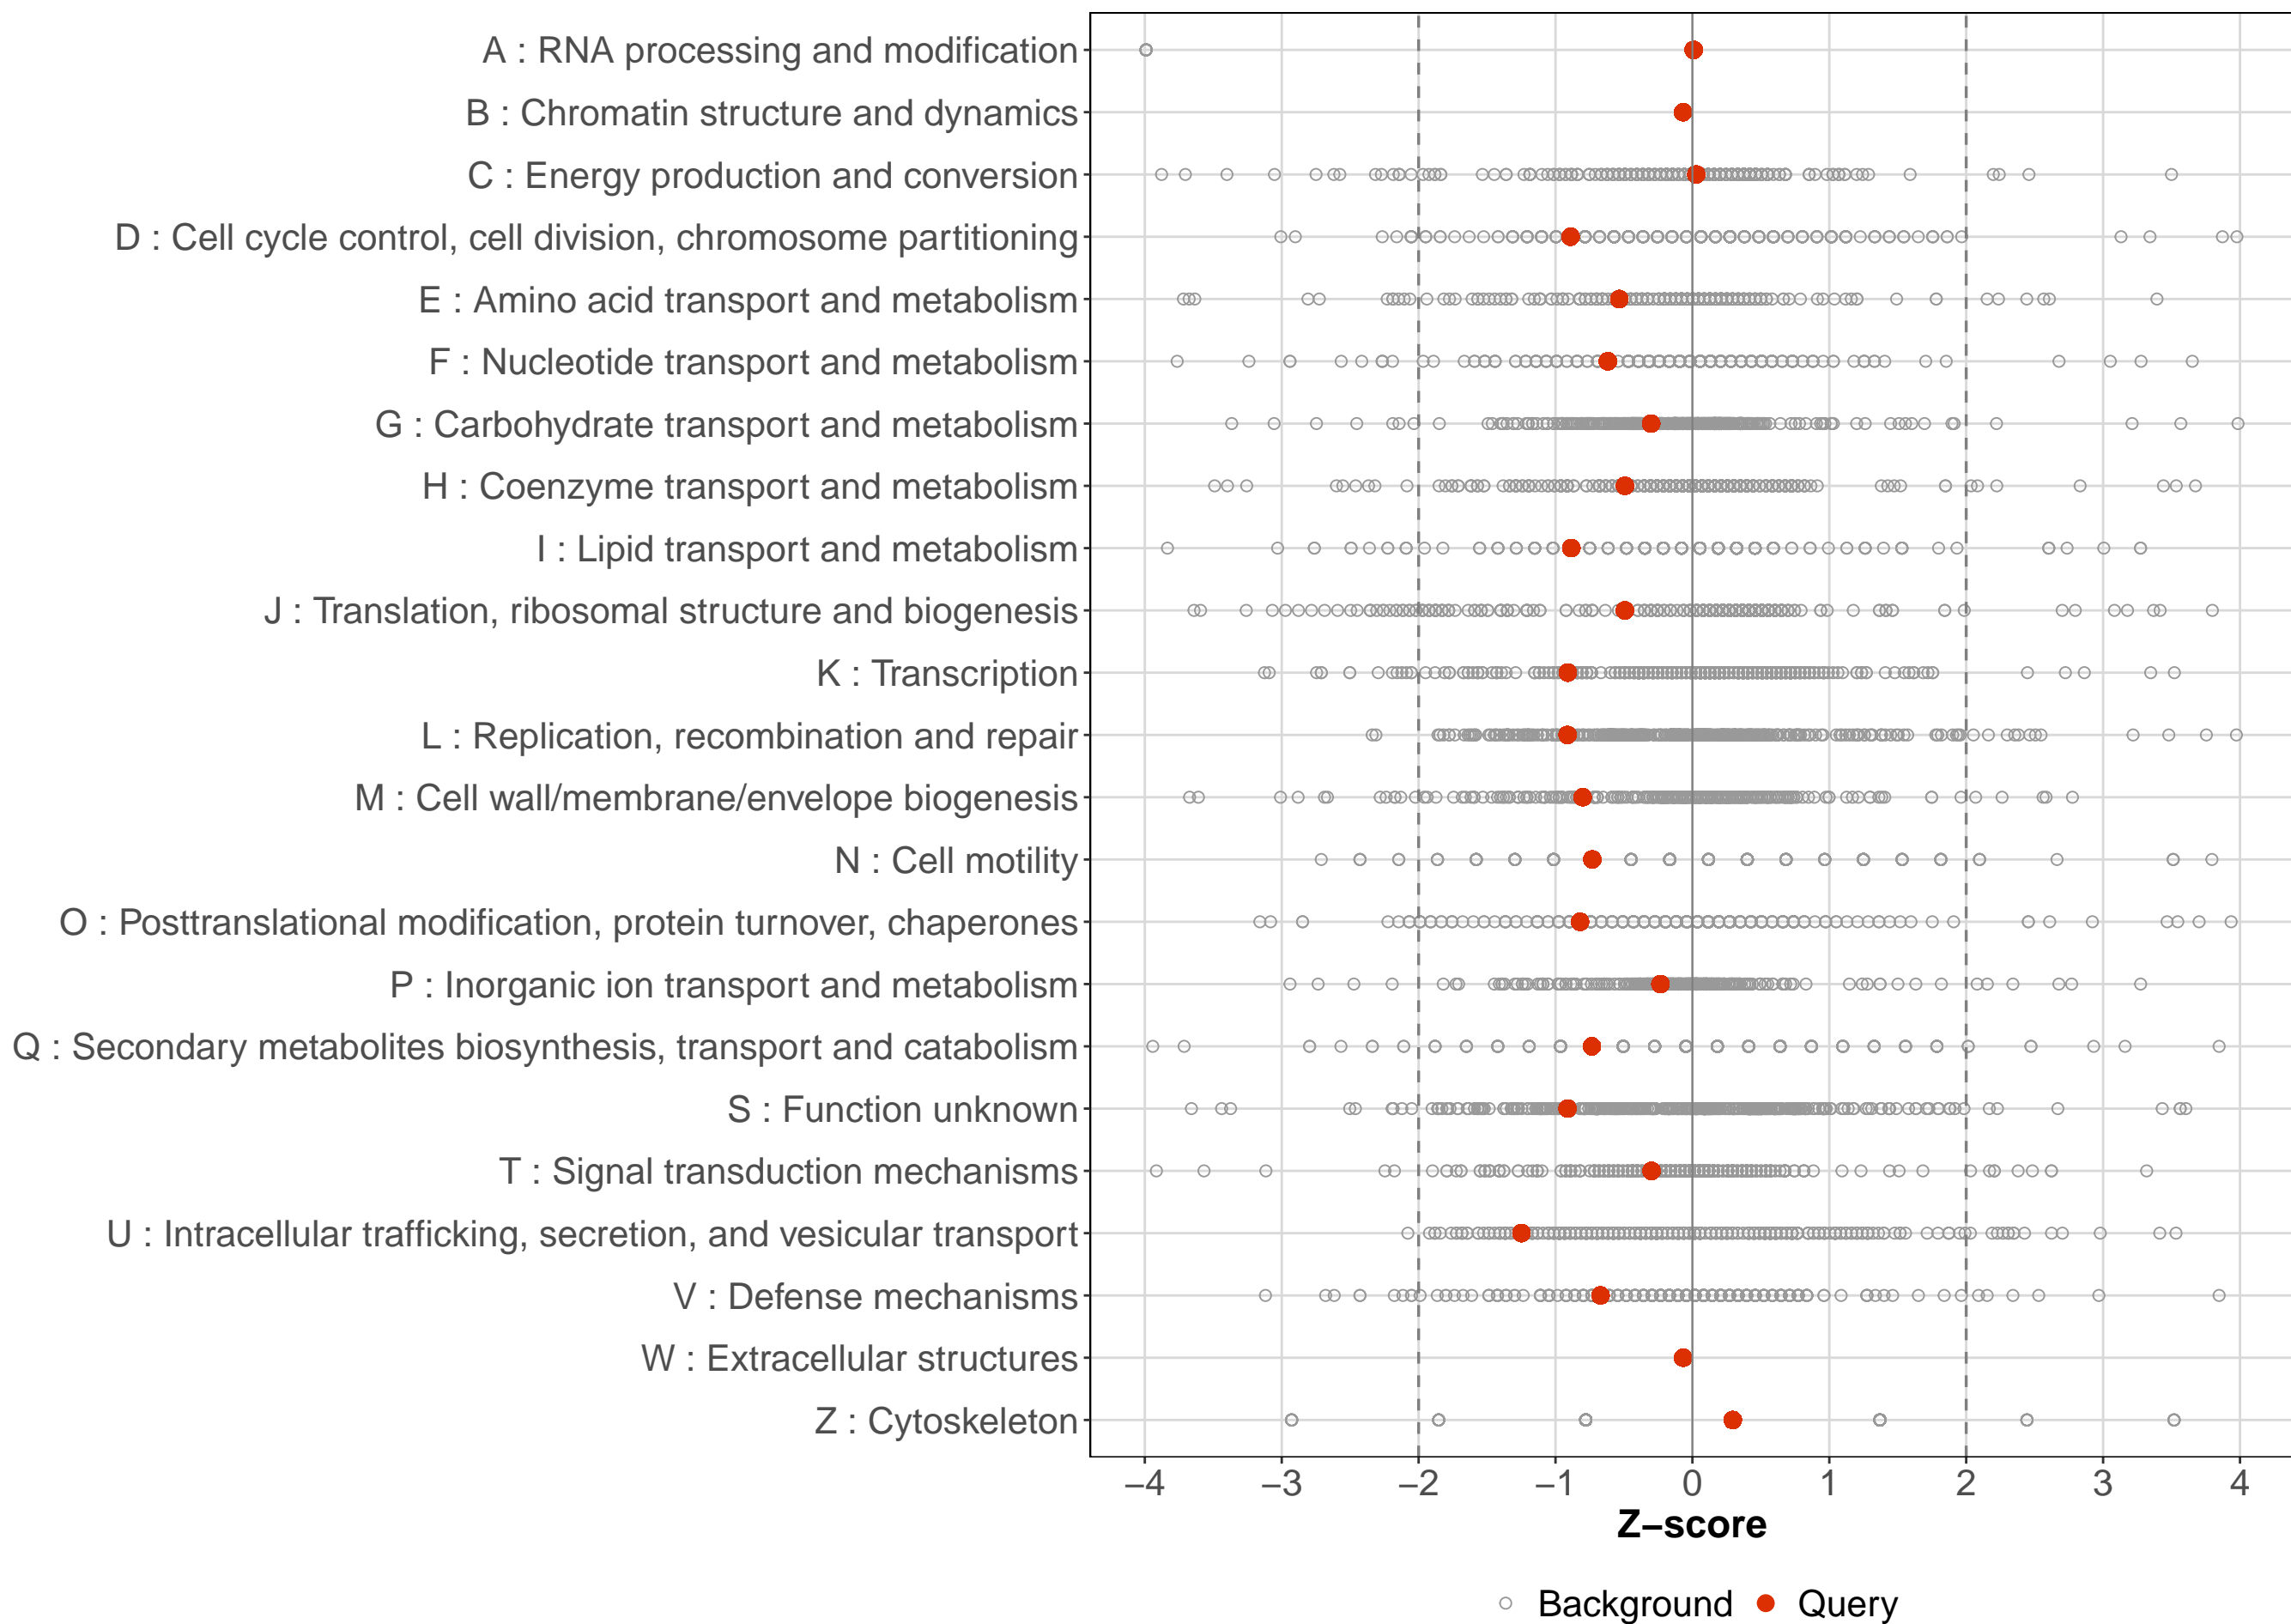 A : RNA processing and modification
B : Chromatin structure and dynamics
C : Energy production and conversion
D : Cell cycle control, cell division, chromosome partitioning
E : Amino acid transport and metabolism
F : Nucleotide transport and metabolism
G : Carbohydrate transport and metabolism
H : Coenzyme transport and metabolism
I : Lipid transport and metabolism
J : Translation, ribosomal structure and biogenesis
K : Transcription
L : Replication, recombination and repair
M : Cell wall/membrane/envelope biogenesis
N : Cell motility
O : Posttranslational modification, protein turnover, chaperones
P : Inorganic ion transport and metabolism
Q : Secondary metabolites biosynthesis, transport and catabolism
S : Function unknown
T : Signal transduction mechanisms
U : Intracellular trafficking, secretion, and vesicular transport
V : Defense mechanisms
W : Extracellular structures
Z : Cytoskeleton
−4 −3 −2 −1 0 1 2 3 4
Z−score
Background Query